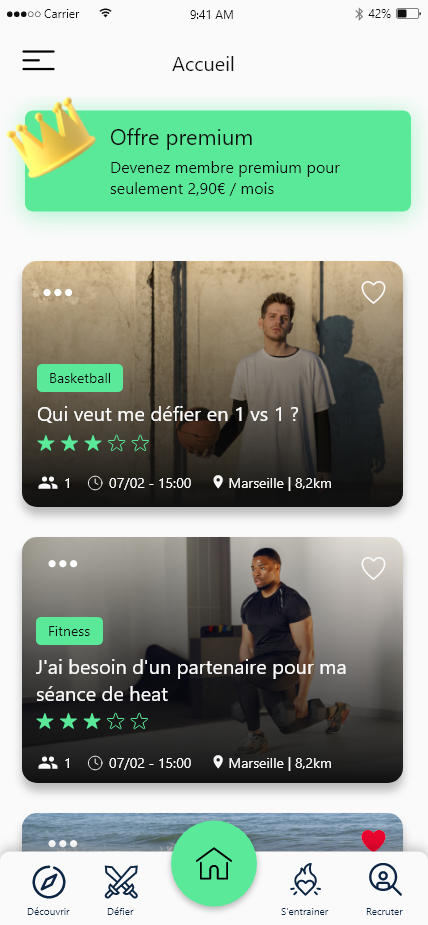 Carrier 9:41 AM 42%
Accueil
Offre premium
Devenez membre premium pour
seulement 2,90€ / mois
Basketball
Qui veut me défier en 1 vs 1 ?
1 07/02 - 15:00 Marseille | 8,2km
Fitness
J'ai besoin d'un partenaire pour ma
séance de heat
1 07/02 - 15:00 Marseille | 8,2km
Découvrir Défier S'entrainer Recruter